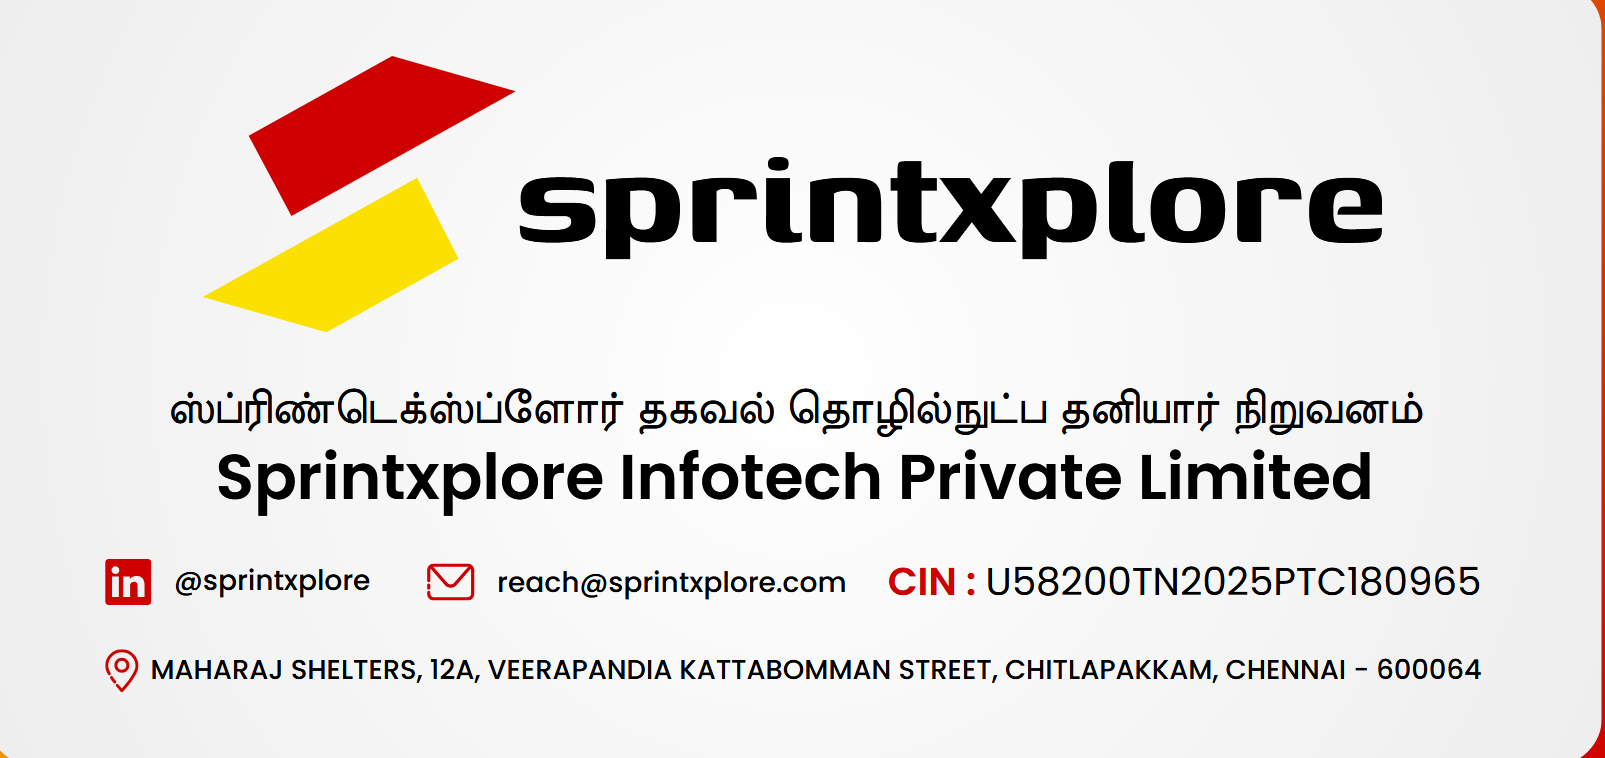 sprintxplore
ஸ்ப்ரிண்டெக்ஸ்ப்ளோர் தகவல் தொழில்நுட்ப தனியார் நிறுவனம்
Sprintxplore Infotech Private Limited
in @sprintxplore reach@sprintxplore.com CIN : U58200TN2025PTC180965
MAHARAJ SHELTERS, 12A, VEERAPANDIA KATTABOMMAN STREET, CHITLAPAKKAM, CHENNAI - 600064